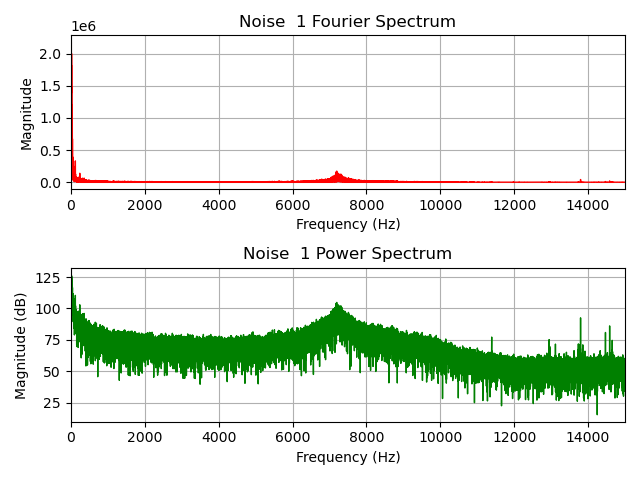 Noise  1 Fourier Spectrum
1e6
2.0
1.5
1.0
0.5
0.0
Magnitude
0 2000 4000 6000 8000 10000 12000 14000
Frequency (Hz)
Noise  1 Power Spectrum
125
100
75
50
25
Magnitude (dB)
0 2000 4000 6000 8000 10000 12000 14000
Frequency (Hz)